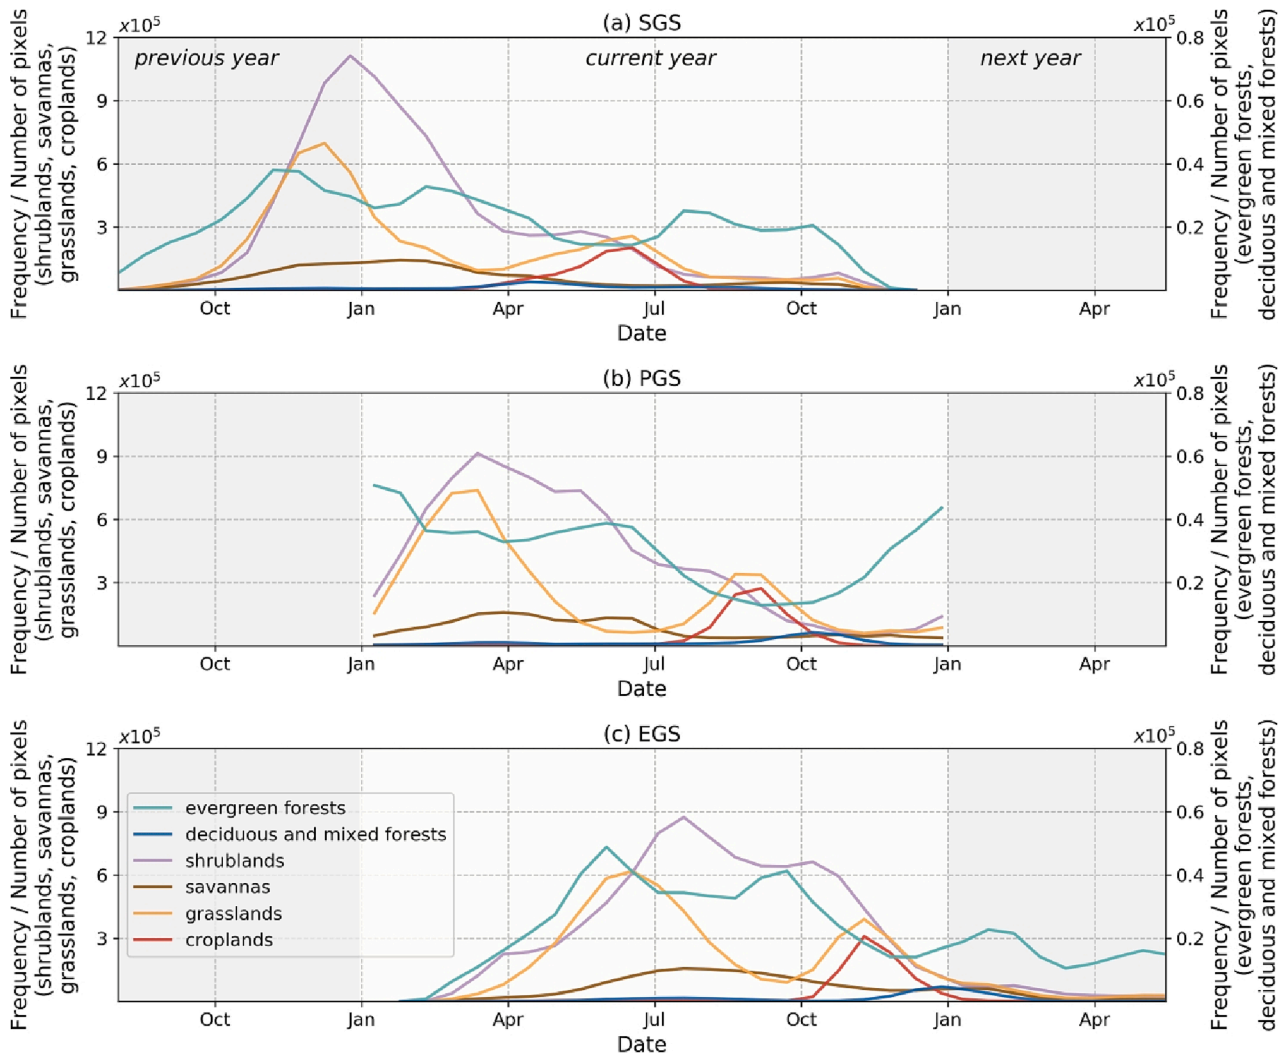 (a) SGS
x10⁵
x10⁵
previous year
current year
next year
Frequency / Number of pixels
(shrublands, savannas,
grasslands, croplands)
12
9
6
3
0.8
0.6
0.4
0.2
Frequency / Number of pixels
(evergreen forests,
deciduous and mixed forests)
Oct
Jan
Apr
Jul
Oct
Jan
Apr
Date
(b) PGS
x10⁵
x10⁵
Frequency / Number of pixels
(shrublands, savannas,
grasslands, croplands)
12
9
6
3
0.8
0.6
0.4
0.2
Frequency / Number of pixels
(evergreen forests,
deciduous and mixed forests)
Oct
Jan
Apr
Jul
Oct
Jan
Apr
Date
(c) EGS
x10⁵
x10⁵
Frequency / Number of pixels
(shrublands, savannas,
grasslands, croplands)
12
9
6
3
evergreen forests
deciduous and mixed forests
shrublands
savannas
grasslands
croplands
0.8
0.6
0.4
0.2
Frequency / Number of pixels
(evergreen forests,
deciduous and mixed forests)
Oct
Jan
Apr
Jul
Oct
Jan
Apr
Date